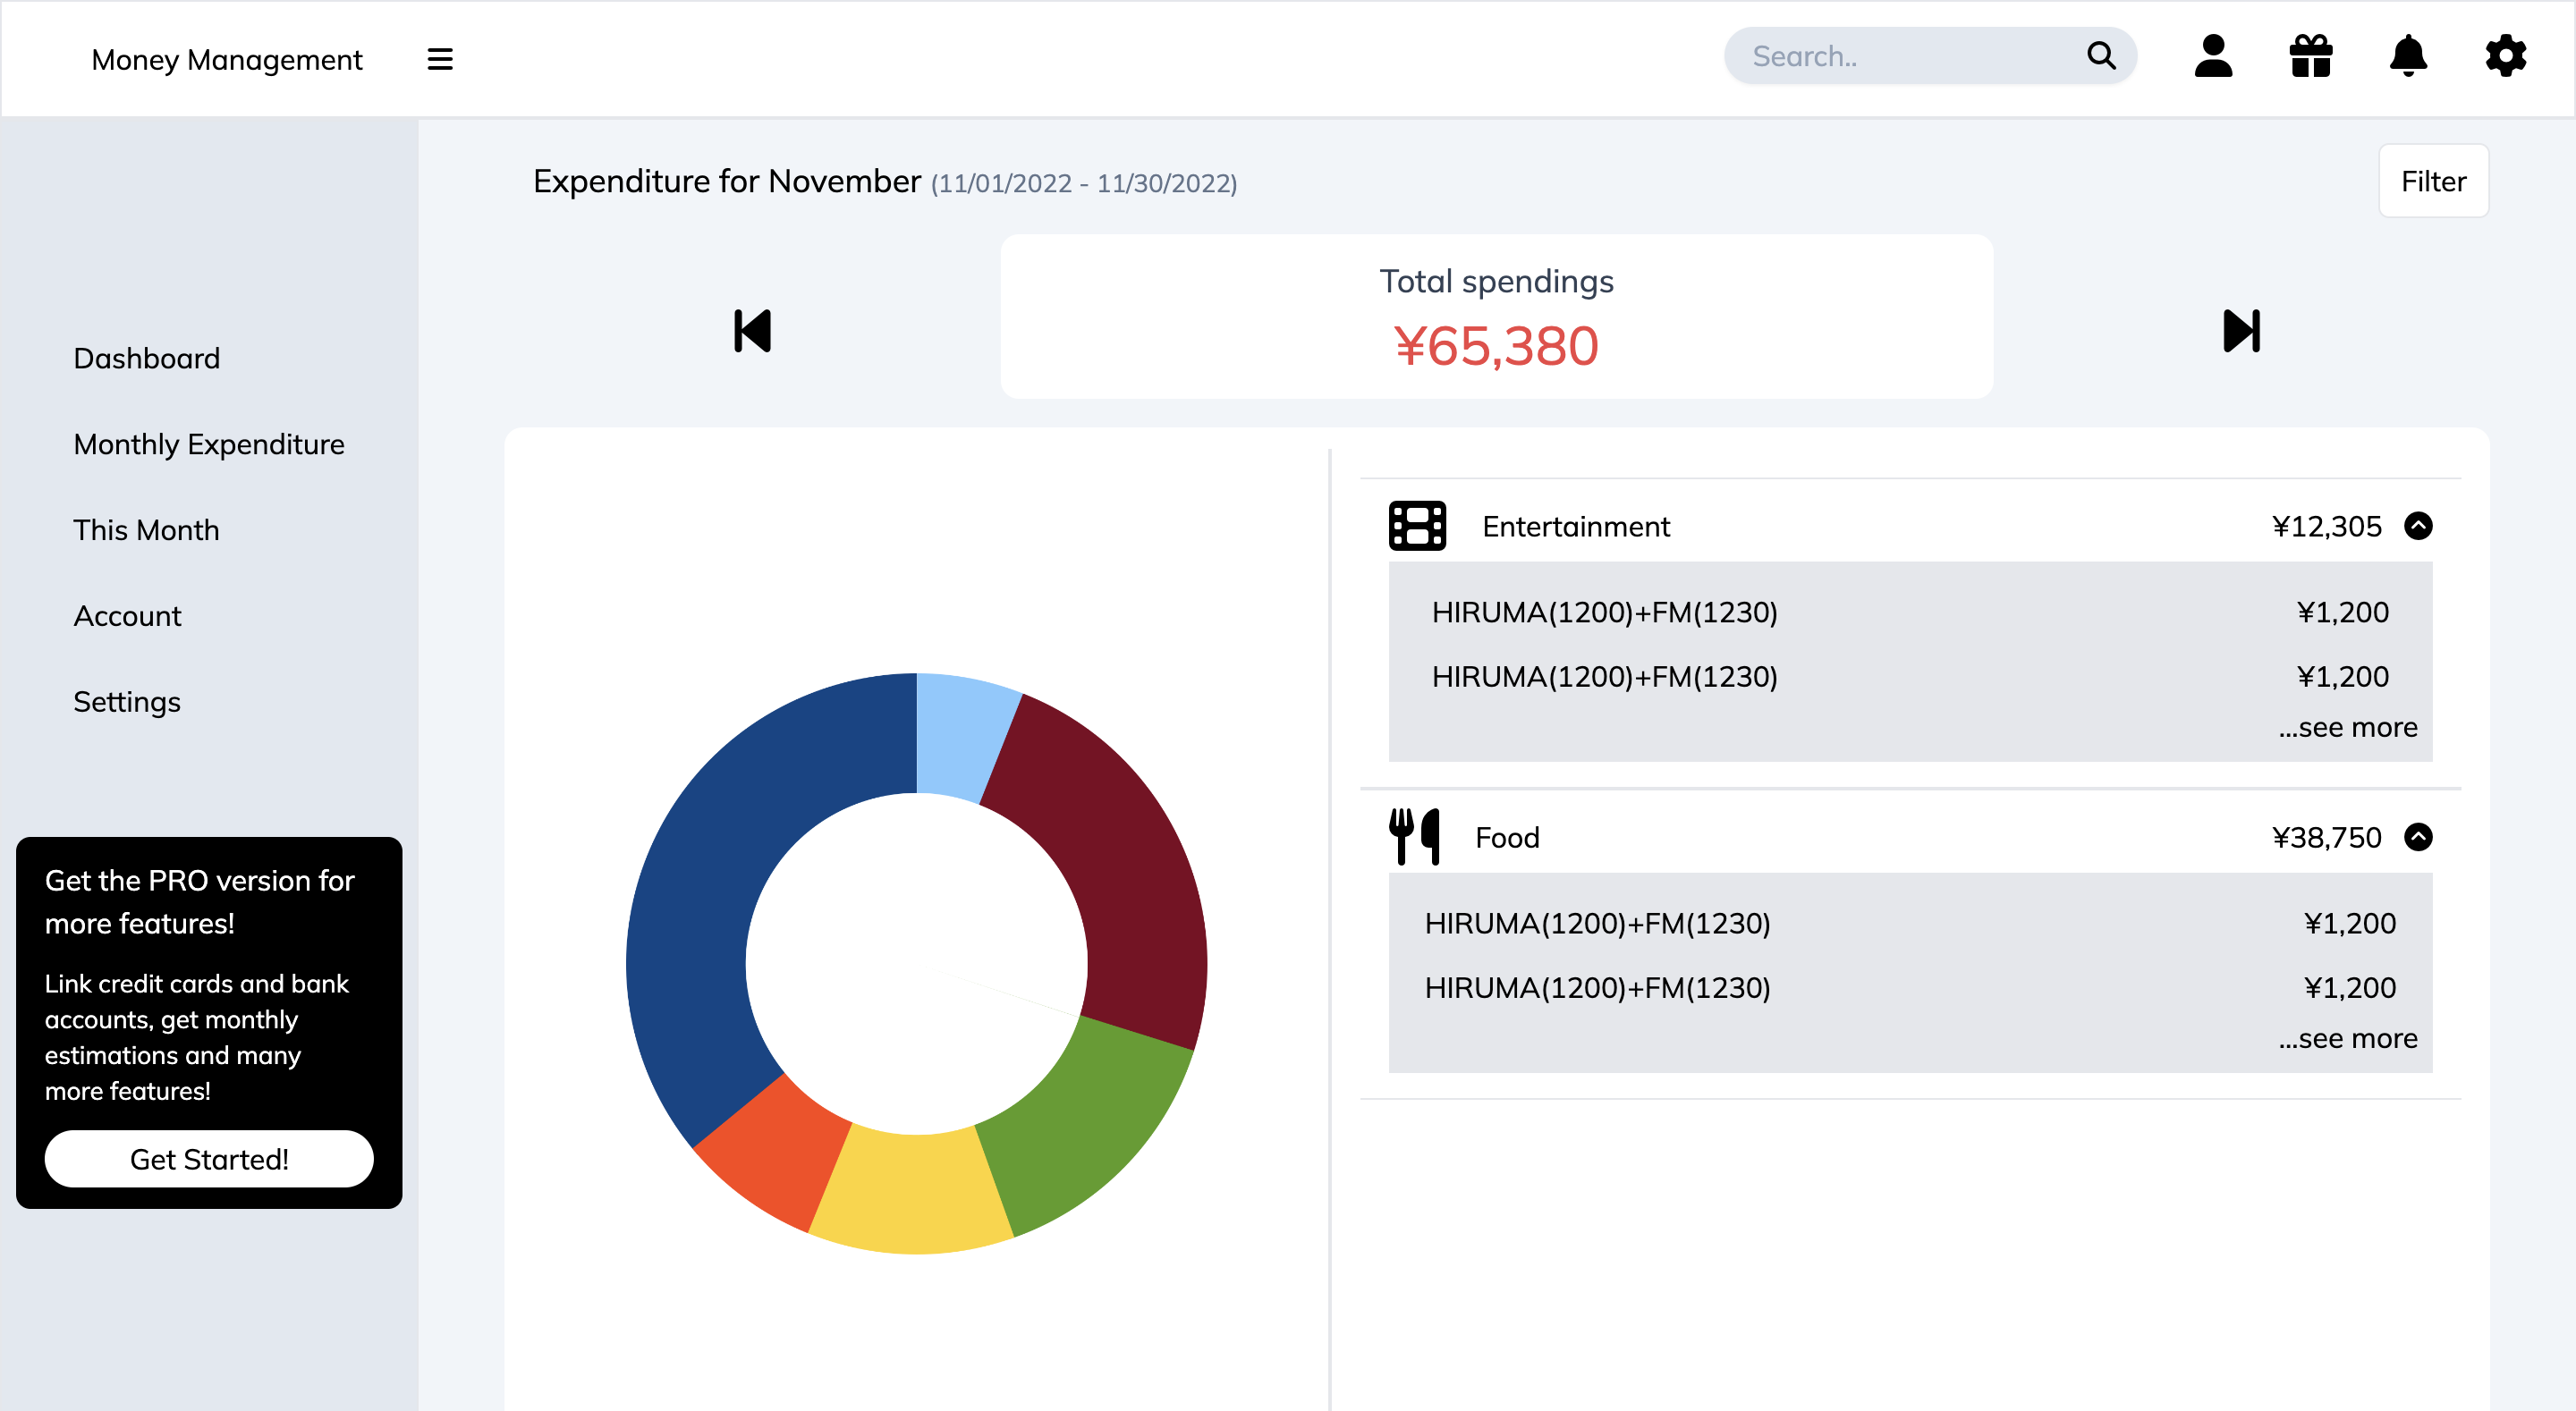 Money Management
Search..
Expenditure for November (11/01/2022 - 11/30/2022)
Filter
Total spendings
¥65,380
Dashboard
Monthly Expenditure
This Month
Account
Settings
Get the PRO version for
more features!
Link credit cards and bank
accounts, get monthly
estimations and many
more features!
Get Started!
Entertainment ¥12,305
HIRUMA(1200)+FM(1230) ¥1,200
HIRUMA(1200)+FM(1230) ¥1,200
...see more
Food ¥38,750
HIRUMA(1200)+FM(1230) ¥1,200
HIRUMA(1200)+FM(1230) ¥1,200
...see more